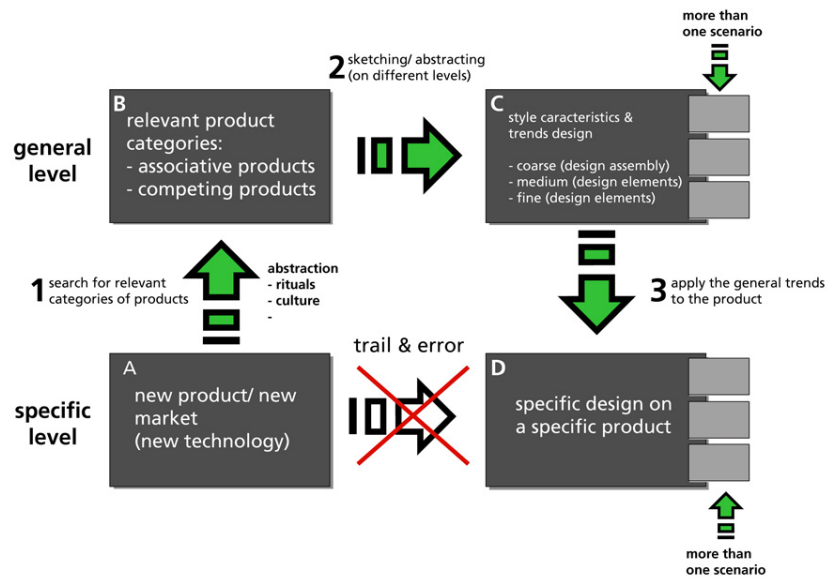 more than
one scenario
2 sketching/ abstracting
(on different levels)
general
level
B
relevant product
categories:
- associative products
- competing products
C
style caracteristics &
trends design
- coarse (design assembly)
- medium (design elements)
- fine (design elements)
1 search for relevant
categories of products
abstraction
- rituals
- culture
-
3 apply the general trends
to the product
trail & error
specific
level
A
new product/ new
market
(new technology)
D
specific design on
a specific product
more than
one scenario